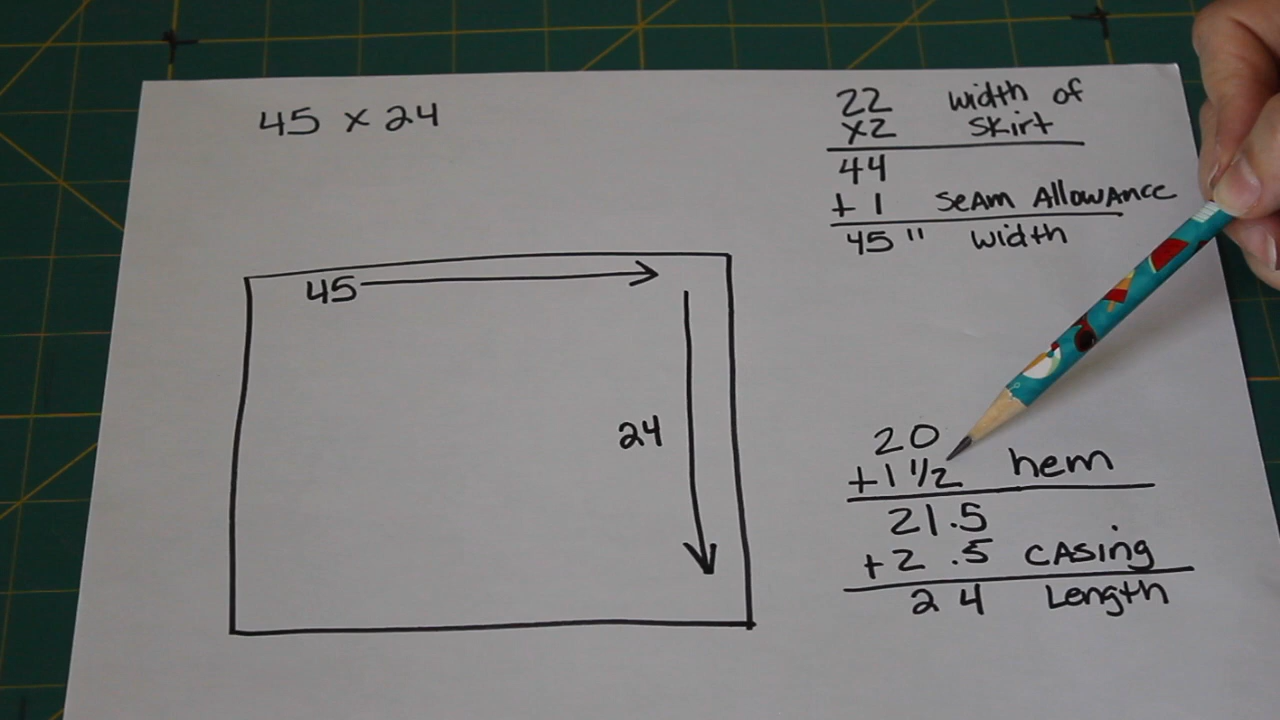 45 x 24
22 width of
x2 skirt
44
+ 1 seam Allowance
45" width
45
24
20
+1 1/2 hem
21.5
+2 .5 cAsing
24 Length